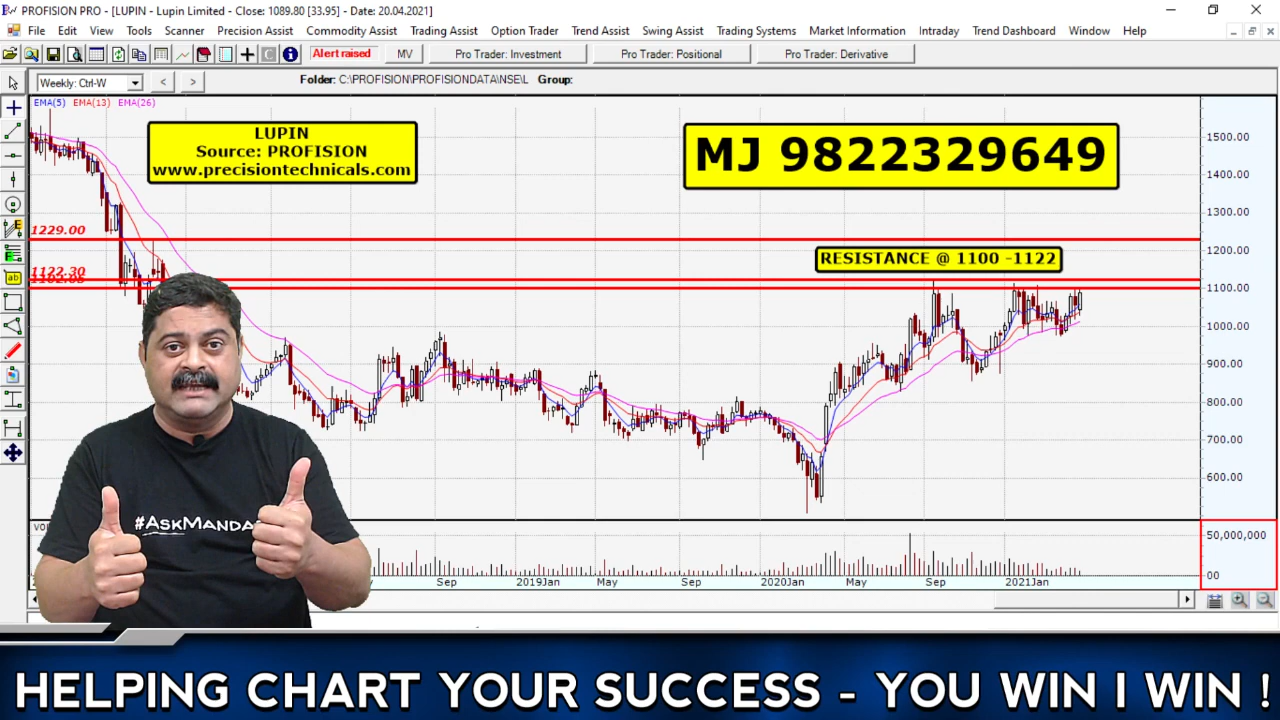 PROFISION PRO - [LUPIN - Lupin Limited - Close: 1089.80 [33.95] - Date: 20.04.2021]
File Edit View Tools Scanner Precision Assist Commodity Assist Trading Assist Option Trader Trend Assist Swing Assist Trading Systems Market Information Intraday Trend Dashboard Window Help
Alert raised MV Pro Trader: Investment Pro Trader: Positional Pro Trader: Derivative
Weekly: Ctrl-W < > Folder: C:\PROFISION\PROFISIONDATA\NSE\L Group:
EMA(5) EMA(13) EMA(26)
LUPIN
Source: PROFISION
www.precisiontechnicals.com
MJ 9822329649
1500.00
1400.00
1300.00
1229.00
1200.00
RESISTANCE @ 1100 -1122
1122.30
1100.00
1000.00
900.00
800.00
700.00
600.00
#AskManda
50,000,000
00
Sep 2019Jan May Sep 2020Jan May Sep 2021Jan
HELPING CHART YOUR SUCCESS - YOU WIN I WIN !